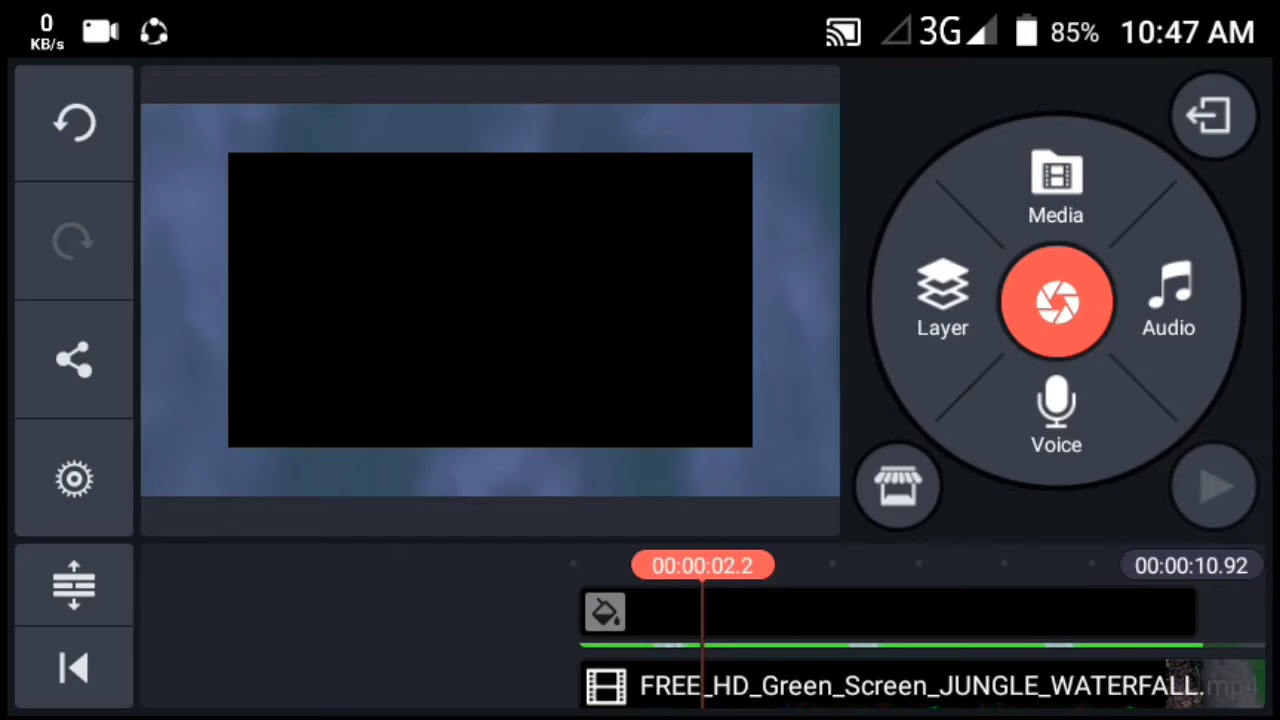 0
KB/s
3G
85%
10:47 AM
Media
Layer
Audio
Voice
00:00:02.2
00:00:10.92
FREE_HD_Green_Screen_JUNGLE_WATERFALL.mp4